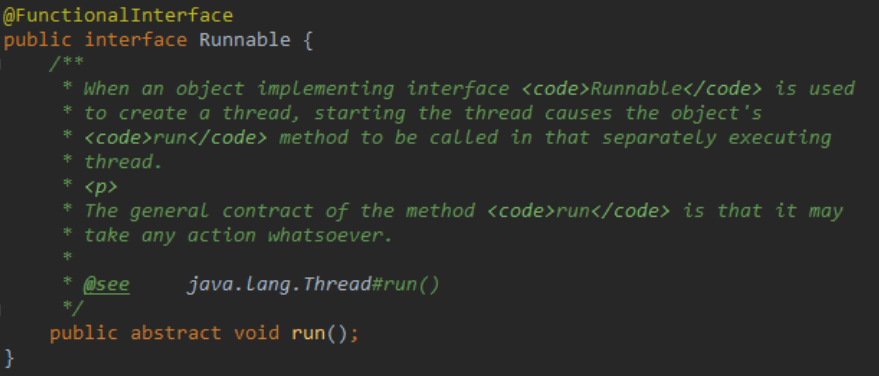 @FunctionalInterface
public interface Runnable {
    /**
     * When an object implementing interface <code>Runnable</code> is used
     * to create a thread, starting the thread causes the object's
     * <code>run</code> method to be called in that separately executing
     * thread.
     * <p>
     * The general contract of the method <code>run</code> is that it may
     * take any action whatsoever.
     *
     * @see     java.lang.Thread#run()
     */
    public abstract void run();
}